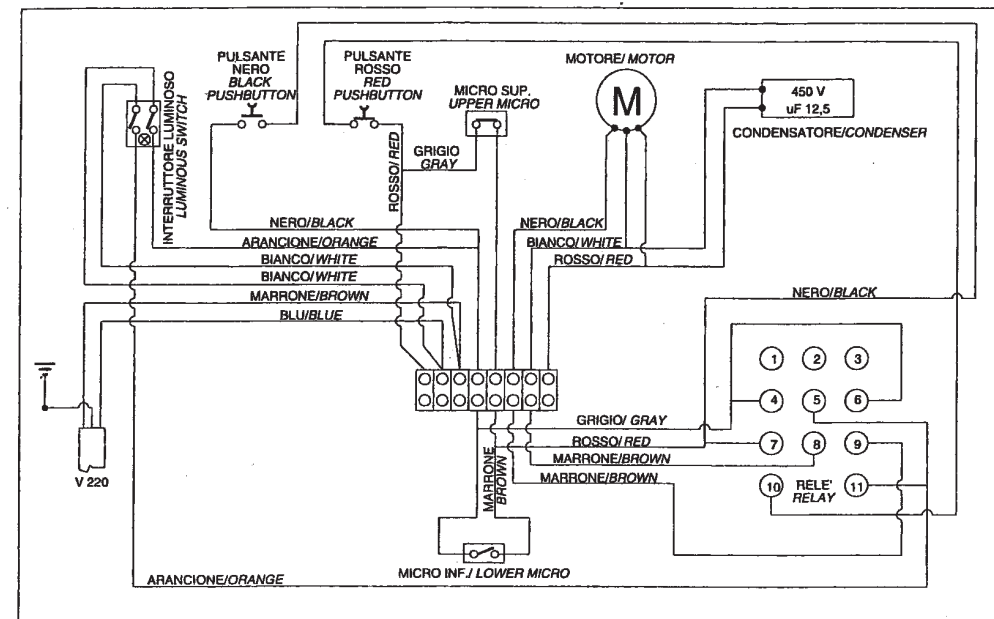 PULSANTE
NERO
BLACK
PUSHBUTTON
PULSANTE
ROSSO
RED
PUSHBUTTON
MICRO SUP.
UPPER MICRO
MOTORE/ MOTOR
M
450 V
uF 12,5
CONDENSATORE/CONDENSER
INTERRUTTORE LUMINOSO
LUMINOUS SWITCH
GRIGIO
GRAY
ROSSO/RED
NERO/BLACK
ARANCIONE/ORANGE
BIANCO/WHITE
BIANCO/WHITE
MARRONE/BROWN
BLU/BLUE
NERO/BLACK
BIANCO/WHITE
ROSSO/RED
NERO/BLACK
1 2 3
4 5 6
7 8 9
10 RELE' 11
RELAY
GRIGIO/ GRAY
ROSSO/RED
MARRONE/BROWN
MARRONE/BROWN
MARRONE
BROWN
V 220
MICRO INF./ LOWER MICRO
ARANCIONE/ORANGE